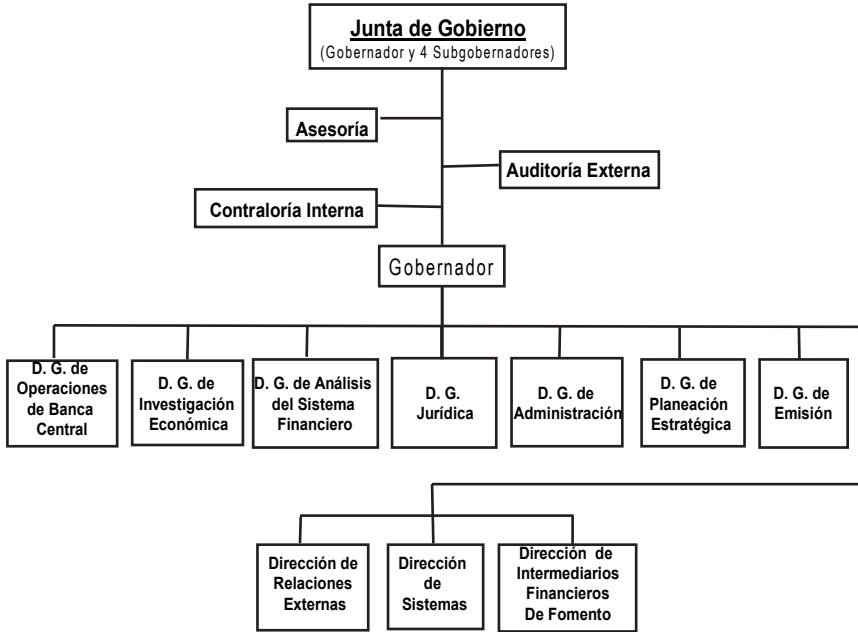 Junta de Gobierno
(Gobernador y 4 Subgobernadores)
Asesoría
Auditoría Externa
Contraloría Interna
Gobernador
D. G. de
Operaciones
de Banca
Central
D. G. de
Investigación
Económica
D. G. de Análisis
del Sistema
Financiero
D. G.
Jurídica
D. G. de
Administración
D. G. de
Planeación
Estratégica
D. G. de
Emisión
Dirección de
Relaciones
Externas
Dirección
de
Sistemas
Dirección de
Intermediarios
Financieros
De Fomento